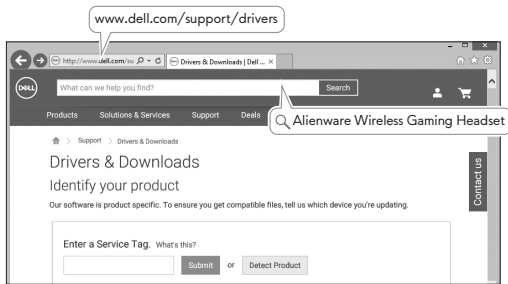 www.dell.com/support/drivers
http://www.dell.com/su
Drivers & Downloads | Dell ...
DELL
What can we help you find?
Search
Products Solutions & Services Support Deals
Alienware Wireless Gaming Headset
Support > Drivers & Downloads
Drivers & Downloads
Identify your product
Our software is product specific. To ensure you get compatible files, tell us which device you're updating.
Contact us
Enter a Service Tag. What's this?
Submit or Detect Product